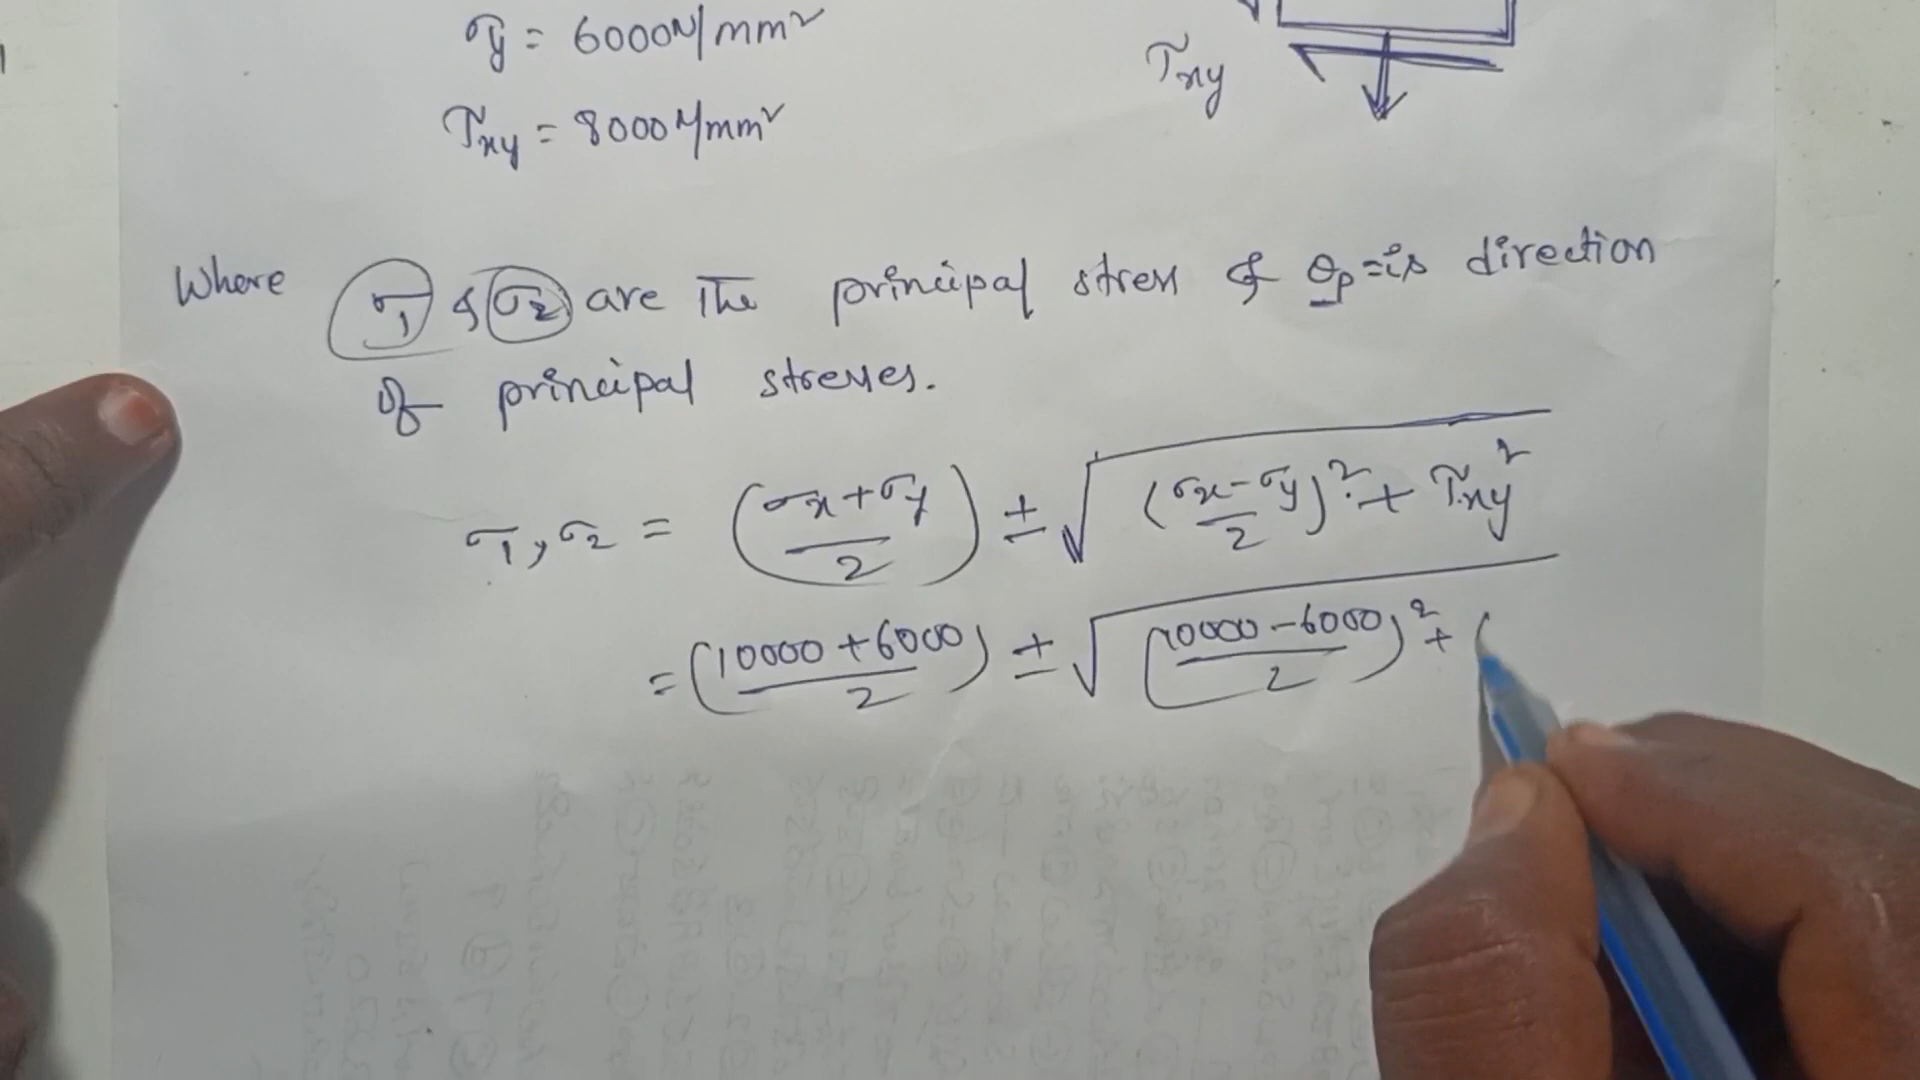 σy = 6000N/mm²
τxy
τxy = 8000N/mm²
Where σ1 & σ2 are The principal stress & θp=is direction
of principal stresses.
σ1, σ2 = (σx+σy/2) ± √(σx-σy/2)² + τxy²
= (10000+6000/2) ± √(10000-6000/2)² + (